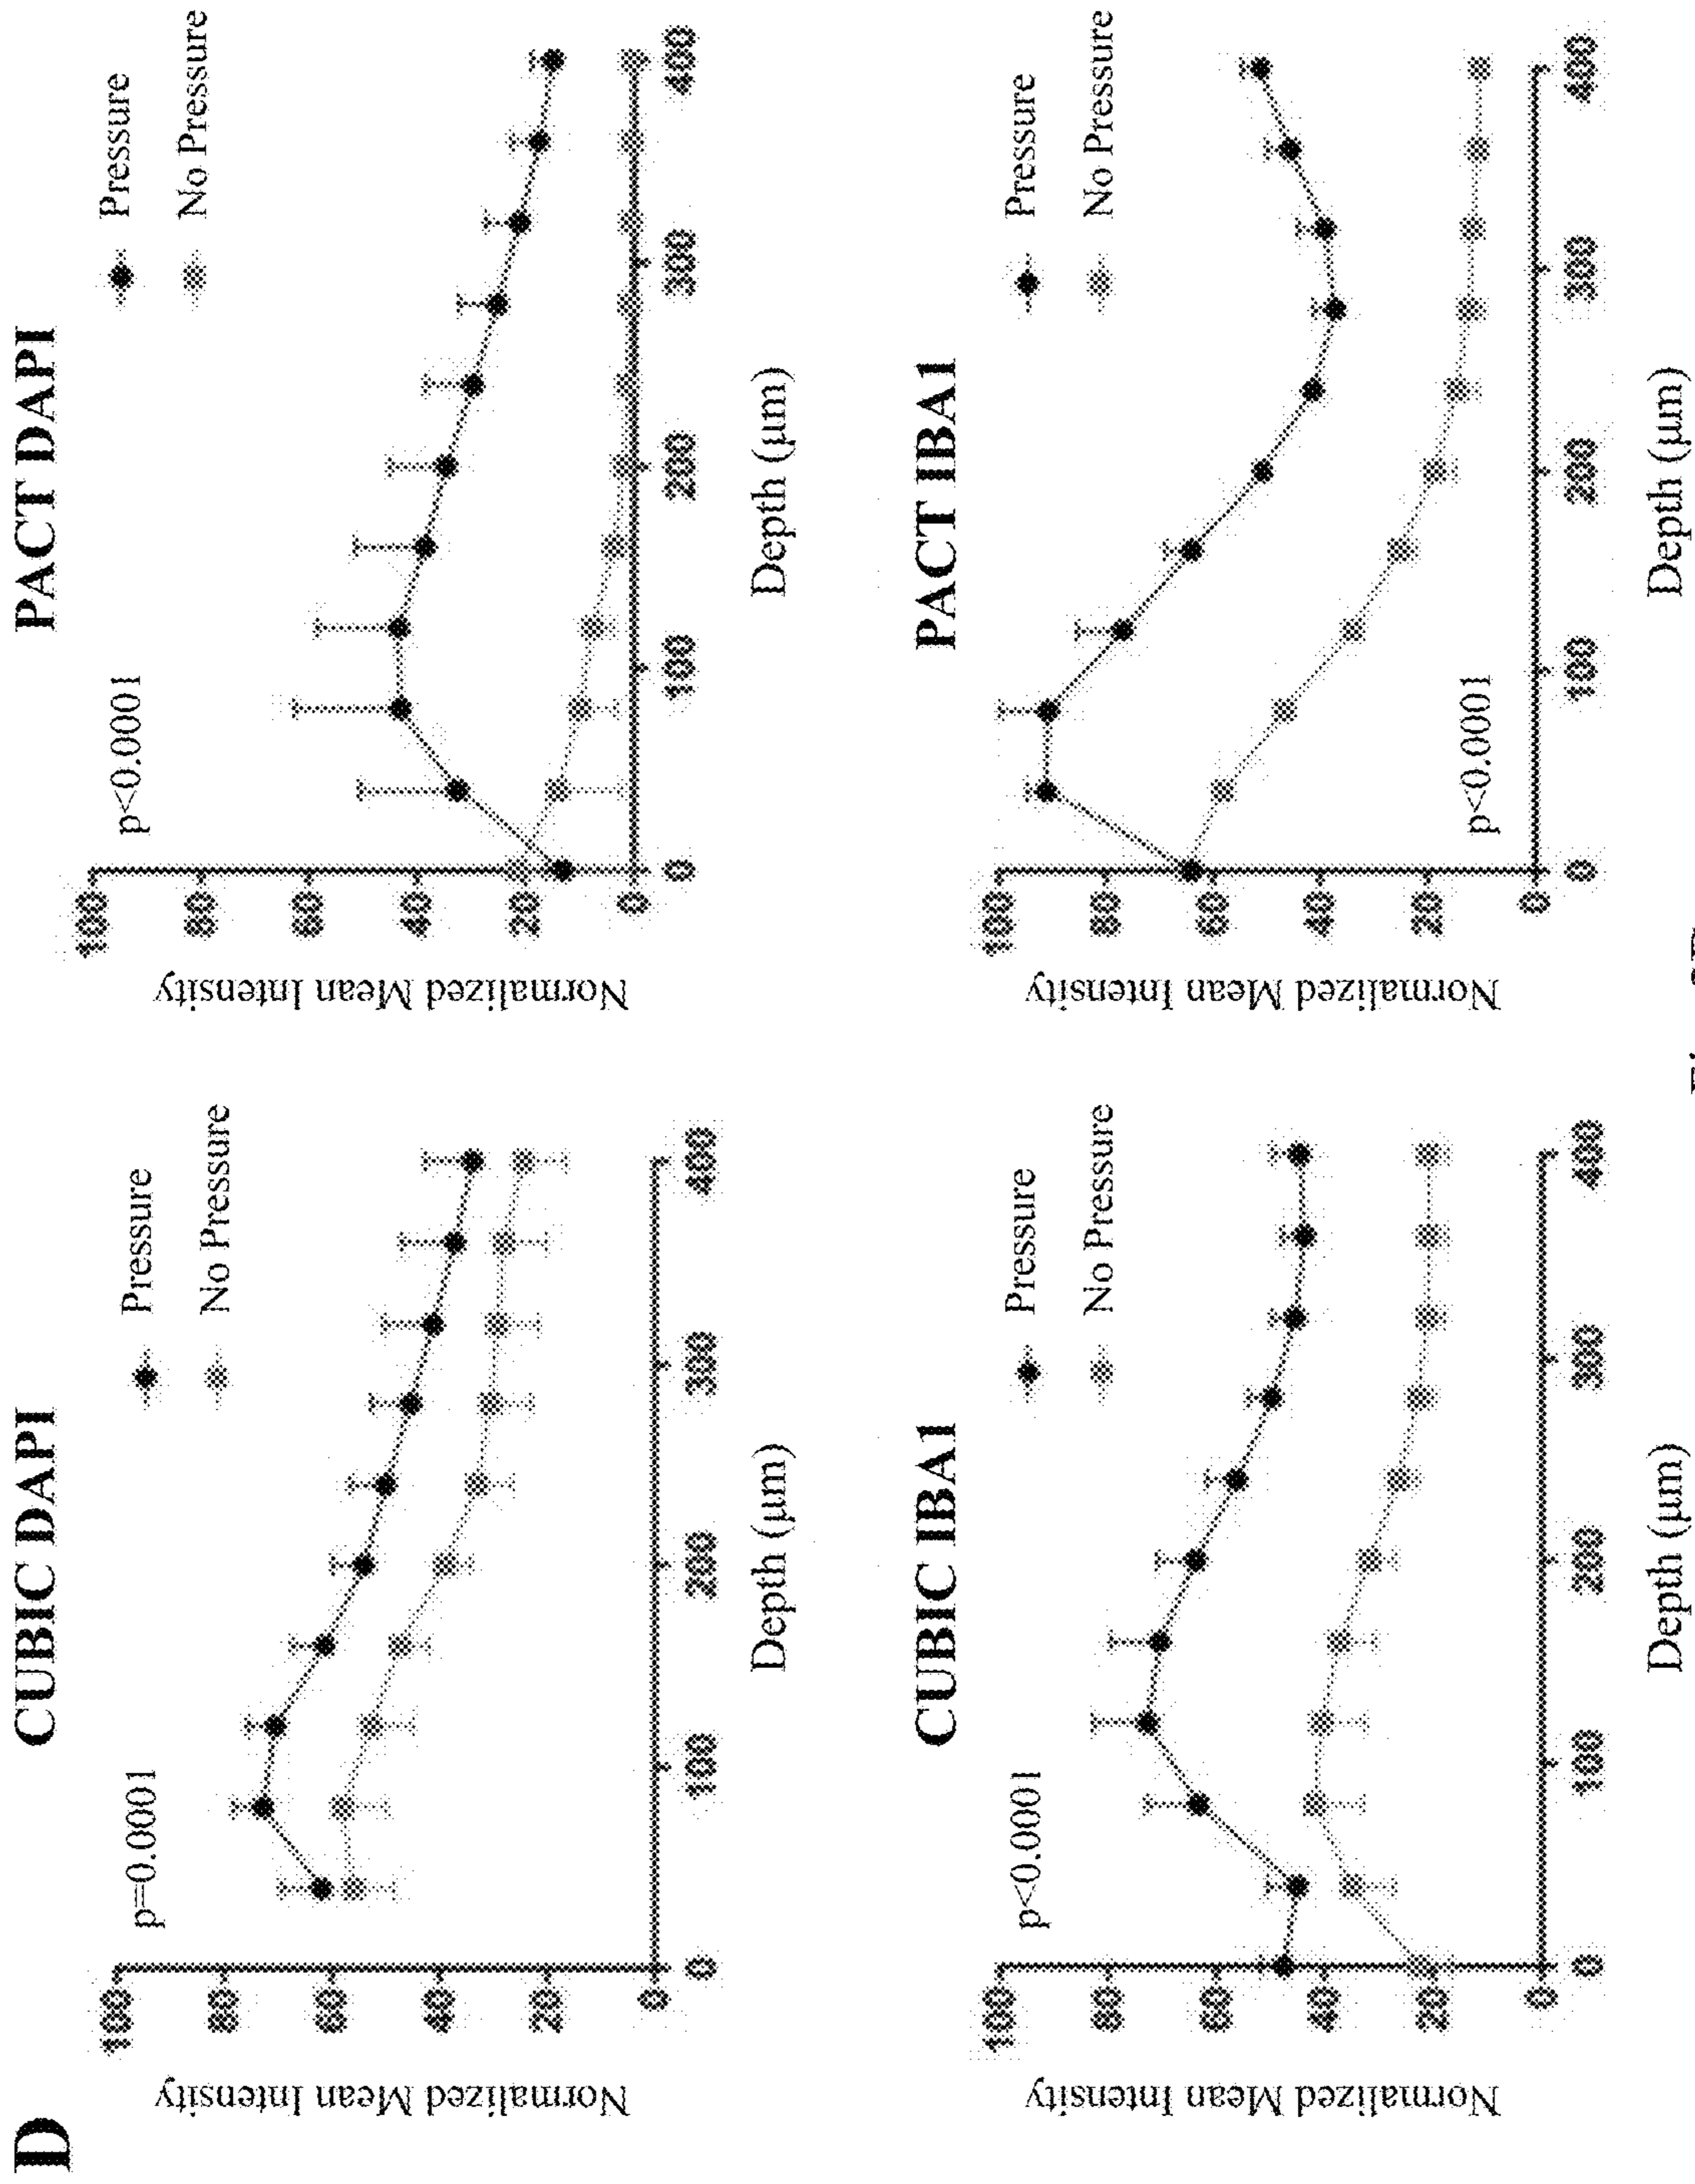 D
CUBIC DAPI
p=0.0001
Pressure
No Pressure
Normalized Mean Intensity
100
80
60
40
20
0
0
100
200
300
400
Depth (μm)
PACT DAPI
p<0.0001
Pressure
No Pressure
Normalized Mean Intensity
100
80
60
40
20
0
0
100
200
300
400
Depth (μm)
CUBIC IBA1
p<0.0001
Pressure
No Pressure
Normalized Mean Intensity
100
80
60
40
20
0
0
100
200
300
400
Depth (μm)
PACT IBA1
p<0.0001
Pressure
No Pressure
Normalized Mean Intensity
100
80
60
40
20
0
0
100
200
300
400
Depth (μm)